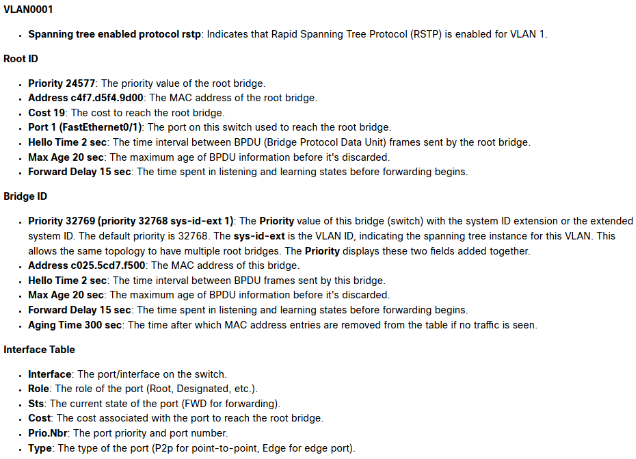 VLAN0001
• Spanning tree enabled protocol rstp: Indicates that Rapid Spanning Tree Protocol (RSTP) is enabled for VLAN 1.
Root ID
• Priority 24577: The priority value of the root bridge.
• Address c4f7.d5f4.9d00: The MAC address of the root bridge.
• Cost 19: The cost to reach the root bridge.
• Port 1 (FastEthernet0/1): The port on this switch used to reach the root bridge.
• Hello Time 2 sec: The time interval between BPDU (Bridge Protocol Data Unit) frames sent by the root bridge.
• Max Age 20 sec: The maximum age of BPDU information before it's discarded.
• Forward Delay 15 sec: The time spent in listening and learning states before forwarding begins.
Bridge ID
• Priority 32769 (priority 32768 sys-id-ext 1): The Priority value of this bridge (switch) with the system ID extension or the extended
system ID. The default priority is 32768. The sys-id-ext is the VLAN ID, indicating the spanning tree instance for this VLAN. This
allows the same topology to have multiple root bridges. The Priority displays these two fields added together.
• Address c025.5cd7.f500: The MAC address of this bridge.
• Hello Time 2 sec: The time interval between BPDU frames sent by this bridge.
• Max Age 20 sec: The maximum age of BPDU information before it's discarded.
• Forward Delay 15 sec: The time spent in listening and learning states before forwarding begins.
• Aging Time 300 sec: The time after which MAC address entries are removed from the table if no traffic is seen.
Interface Table
• Interface: The port/interface on the switch.
• Role: The role of the port (Root, Designated, etc.).
• Sts: The current state of the port (FWD for forwarding).
• Cost: The cost associated with the port to reach the root bridge.
• Prio.Nbr: The port priority and port number.
• Type: The type of the port (P2p for point-to-point, Edge for edge port).